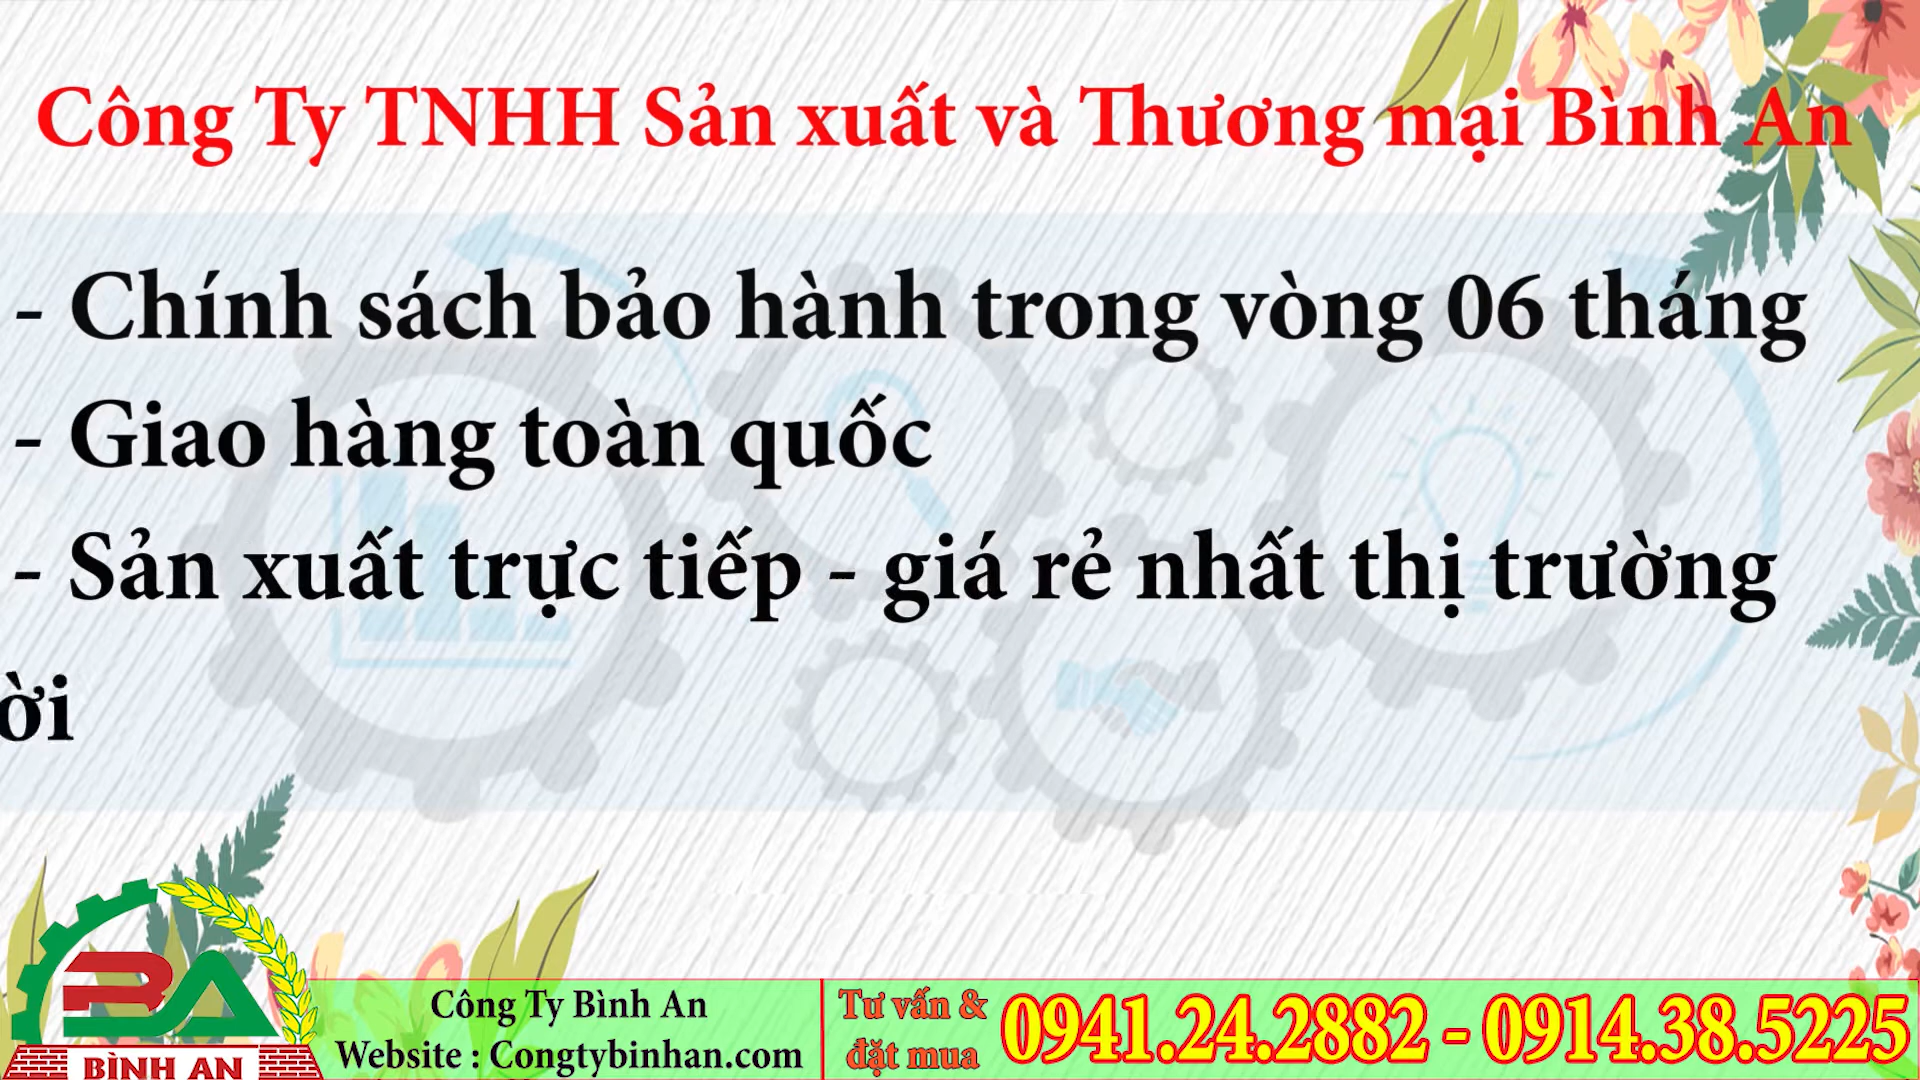 Công Ty TNHH Sản xuất và Thương mại Bình An
- Chính sách bảo hành trong vòng 06 tháng
- Giao hàng toàn quốc
- Sản xuất trực tiếp - giá rẻ nhất thị trường
ời
BA
BÌNH AN
Công Ty Bình An
Website : Congtybinhan.com
Tư vấn &
đặt mua
0941.24.2882 - 0914.38.5225